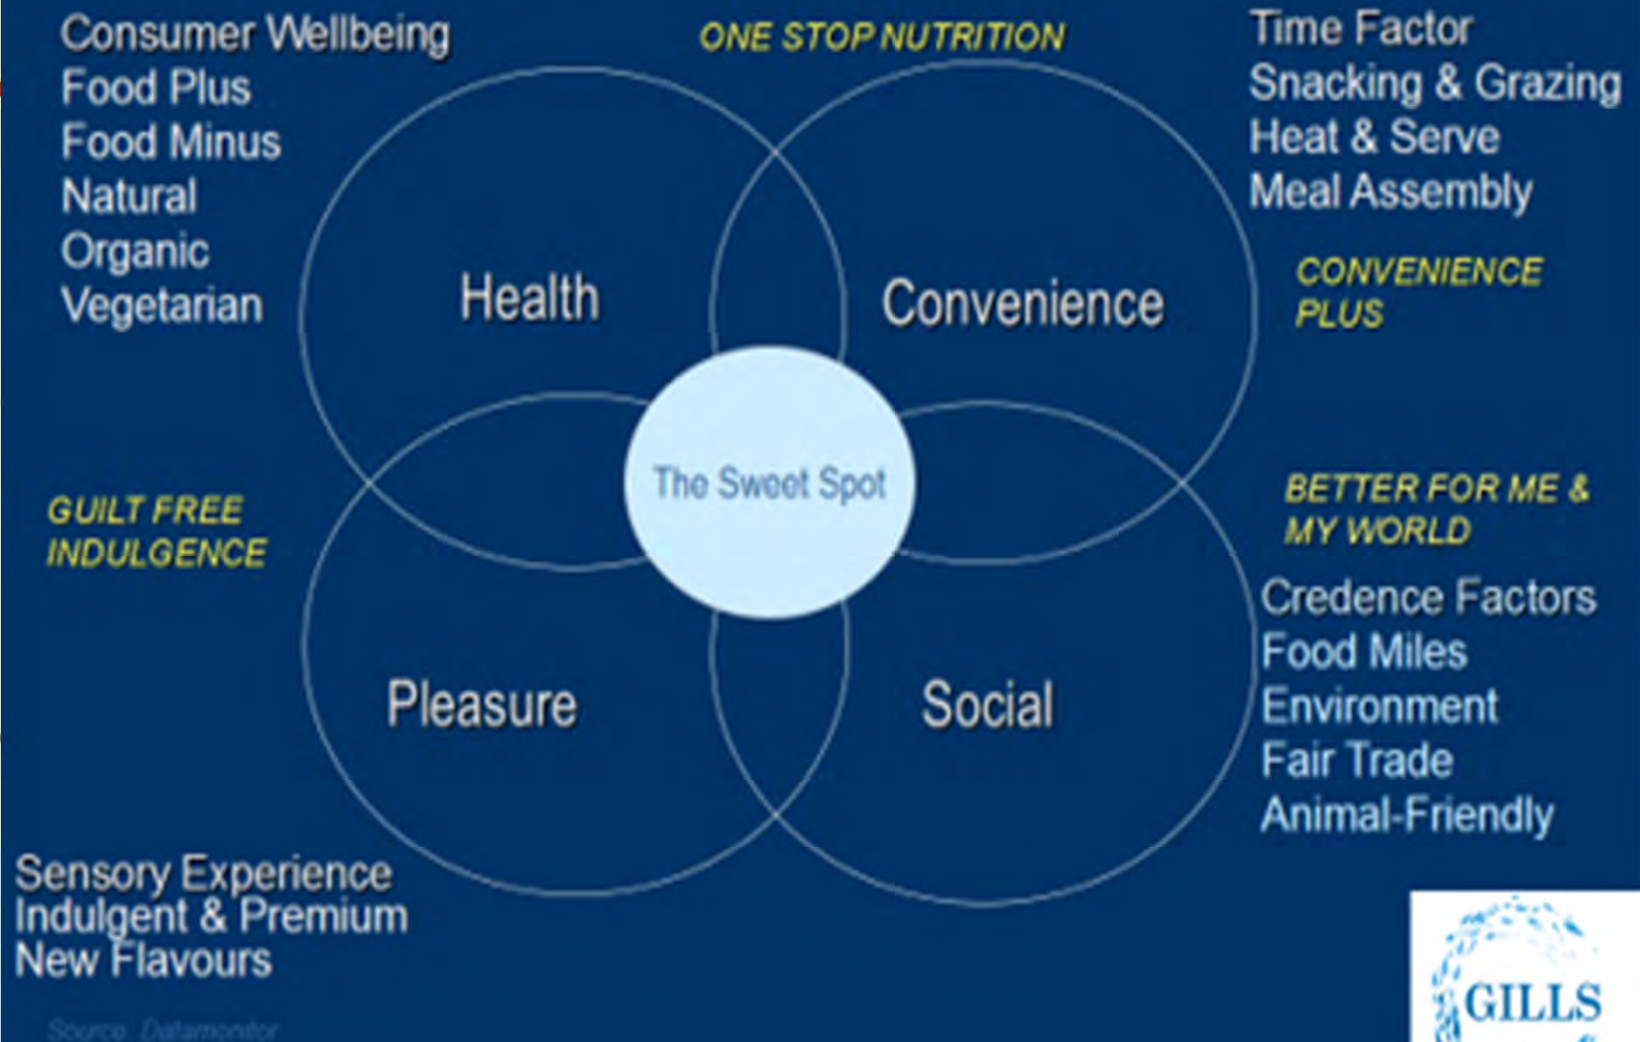 Consumer Wellbeing
Food Plus
Food Minus
Natural
Organic
Vegetarian
ONE STOP NUTRITION
Time Factor
Snacking & Grazing
Heat & Serve
Meal Assembly
CONVENIENCE
PLUS
Health
Convenience
The Sweet Spot
GUILT FREE
INDULGENCE
BETTER FOR ME &
MY WORLD
Pleasure
Social
Credence Factors
Food Miles
Environment
Fair Trade
Animal-Friendly
Sensory Experience
Indulgent & Premium
New Flavours
Source: Datamonitor
GILLS